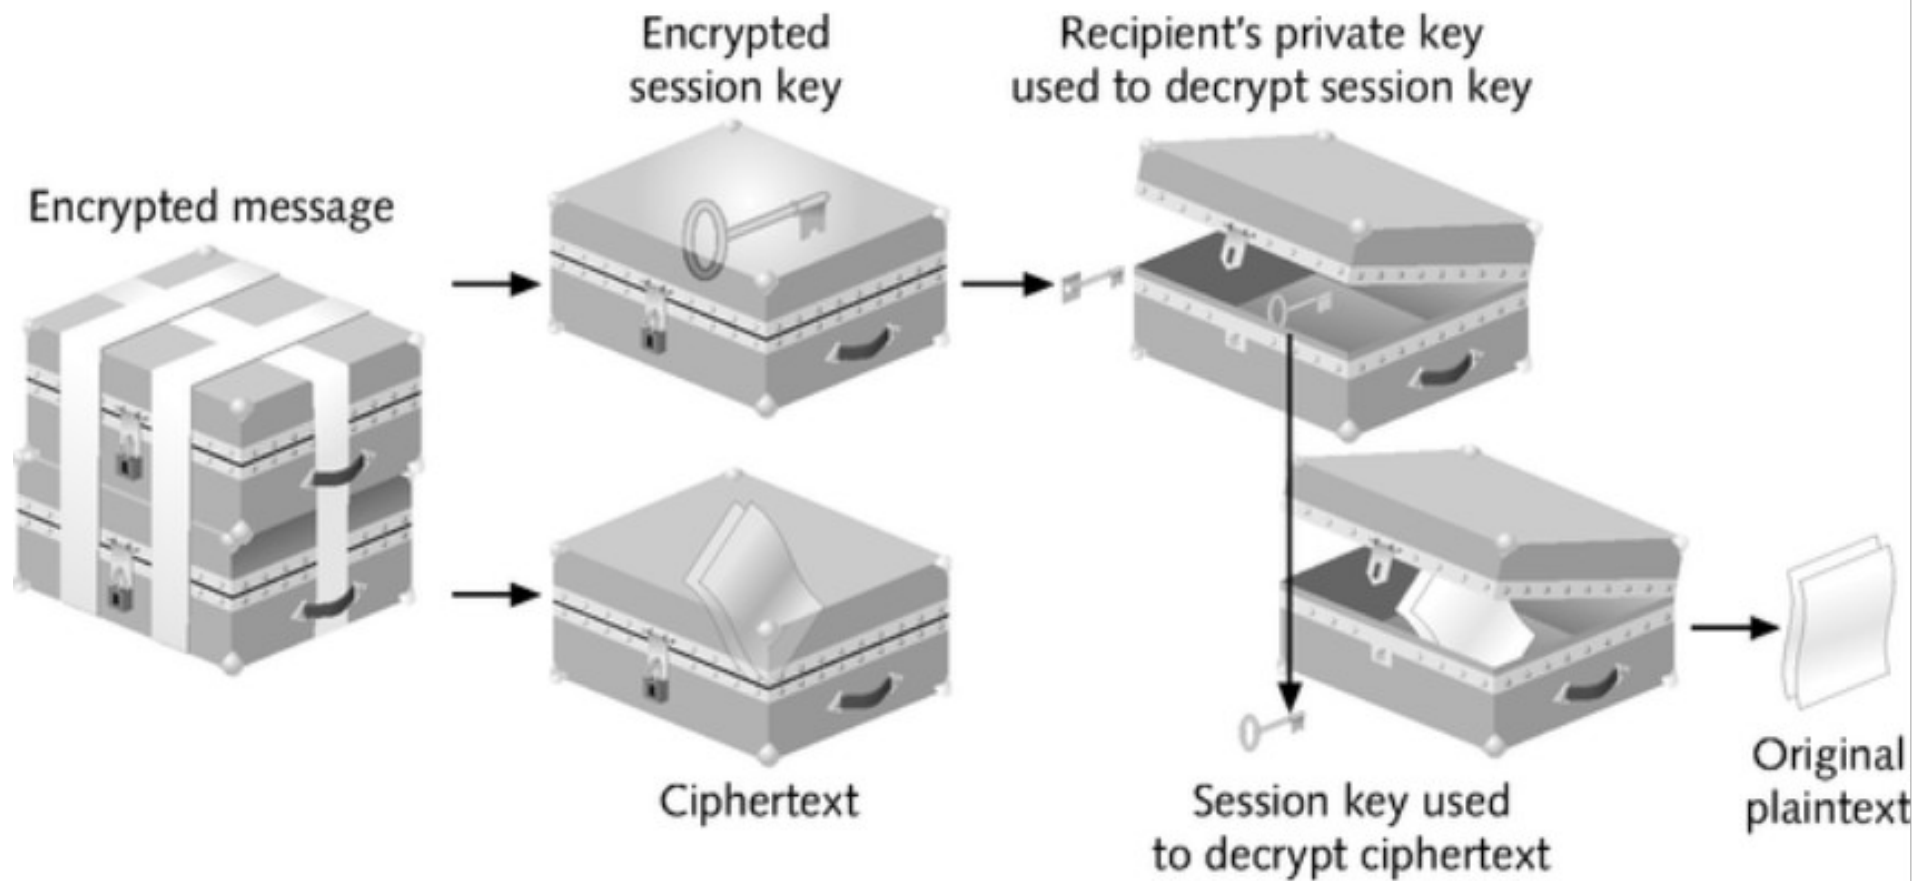 Encrypted message
Encrypted
session key
Recipient's private key
used to decrypt session key
Ciphertext
Session key used
to decrypt ciphertext
Original
plaintext